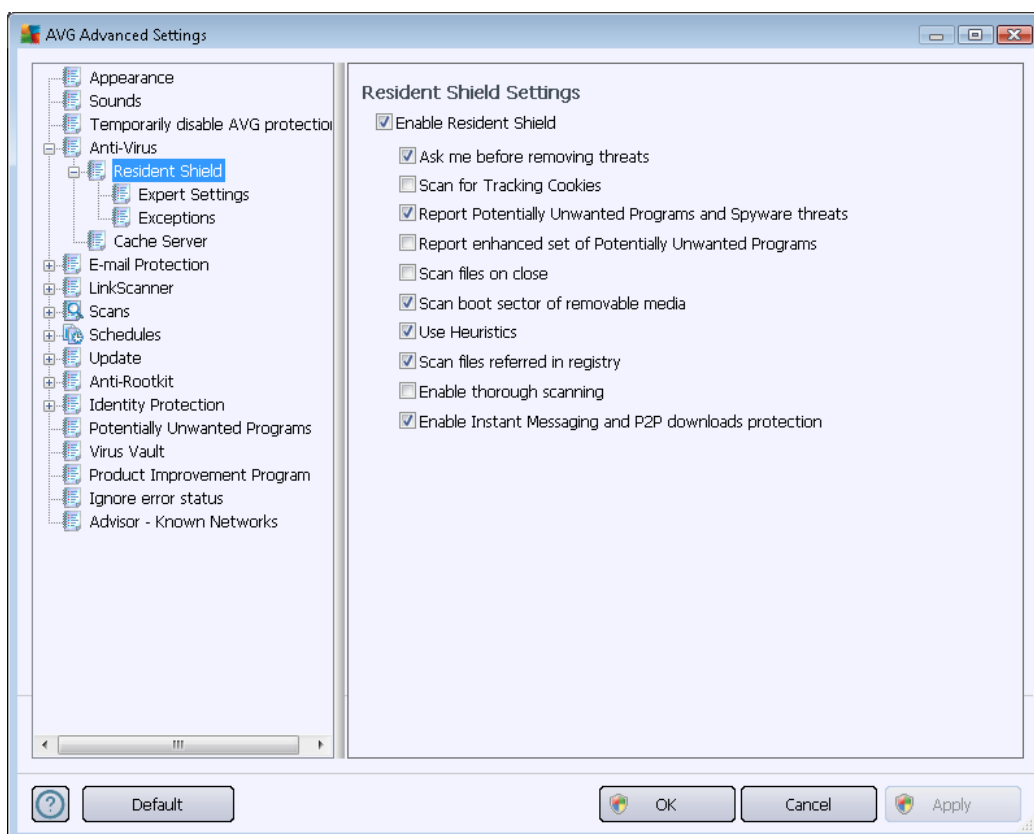 AVG Advanced Settings
Appearance
Sounds
Temporarily disable AVG protection
Anti-Virus
Resident Shield
Expert Settings
Exceptions
Cache Server
E-mail Protection
LinkScanner
Scans
Schedules
Update
Anti-Rootkit
Identity Protection
Potentially Unwanted Programs
Virus Vault
Product Improvement Program
Ignore error status
Advisor - Known Networks
Resident Shield Settings
Enable Resident Shield
Ask me before removing threats
Scan for Tracking Cookies
Report Potentially Unwanted Programs and Spyware threats
Report enhanced set of Potentially Unwanted Programs
Scan files on close
Scan boot sector of removable media
Use Heuristics
Scan files referred in registry
Enable thorough scanning
Enable Instant Messaging and P2P downloads protection
?
Default
OK
Cancel
Apply